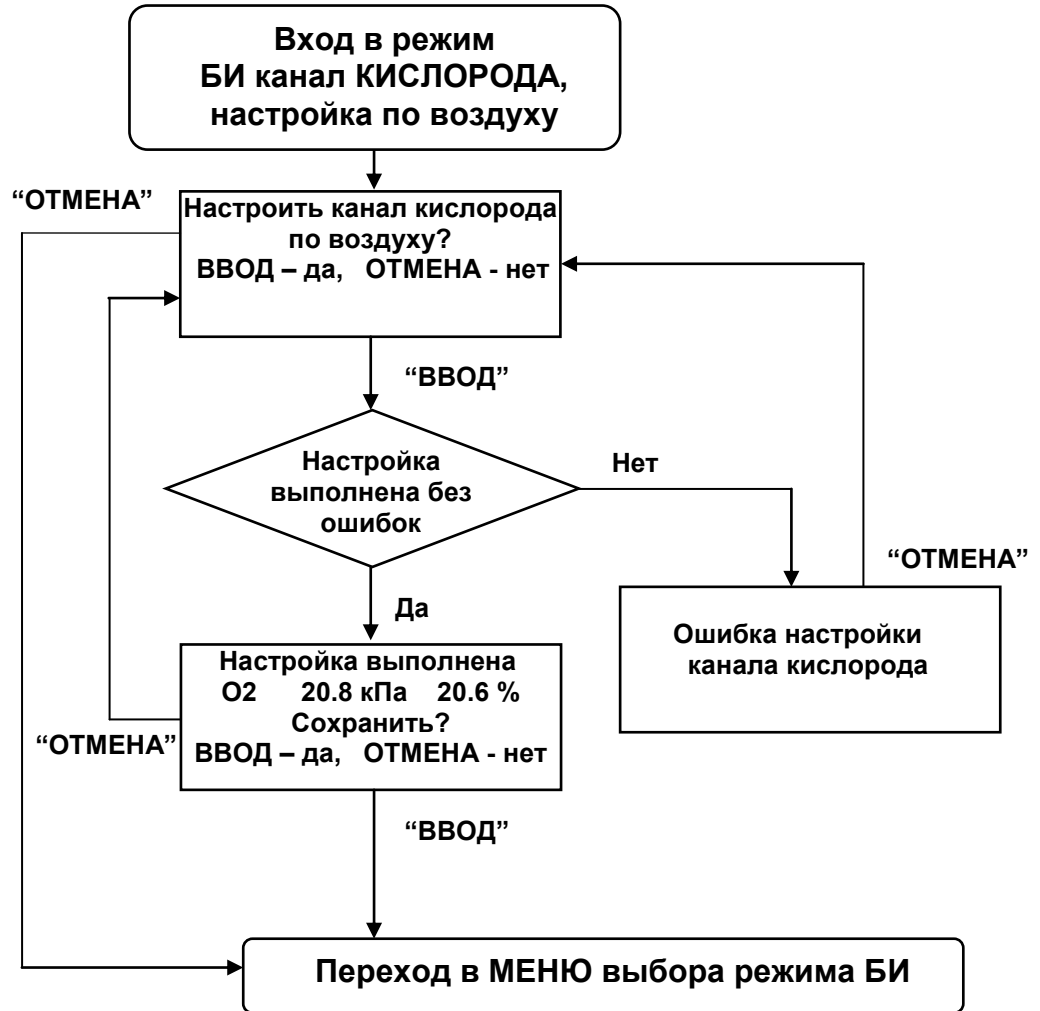 Вход в режим
БИ канал КИСЛОРОДА,
настройка по воздуху
“ОТМЕНА”
Настроить канал кислорода
по воздуху?
ВВОД – да, ОТМЕНА - нет
“ВВОД”
Настройка
выполнена без
ошибок
Нет
“ОТМЕНА”
Ошибка настройки
канала кислорода
Да
Настройка выполнена
О2 20.8 кПа 20.6 %
Сохранить?
ВВОД – да, ОТМЕНА - нет
“ОТМЕНА”
“ВВОД”
Переход в МЕНЮ выбора режима БИ